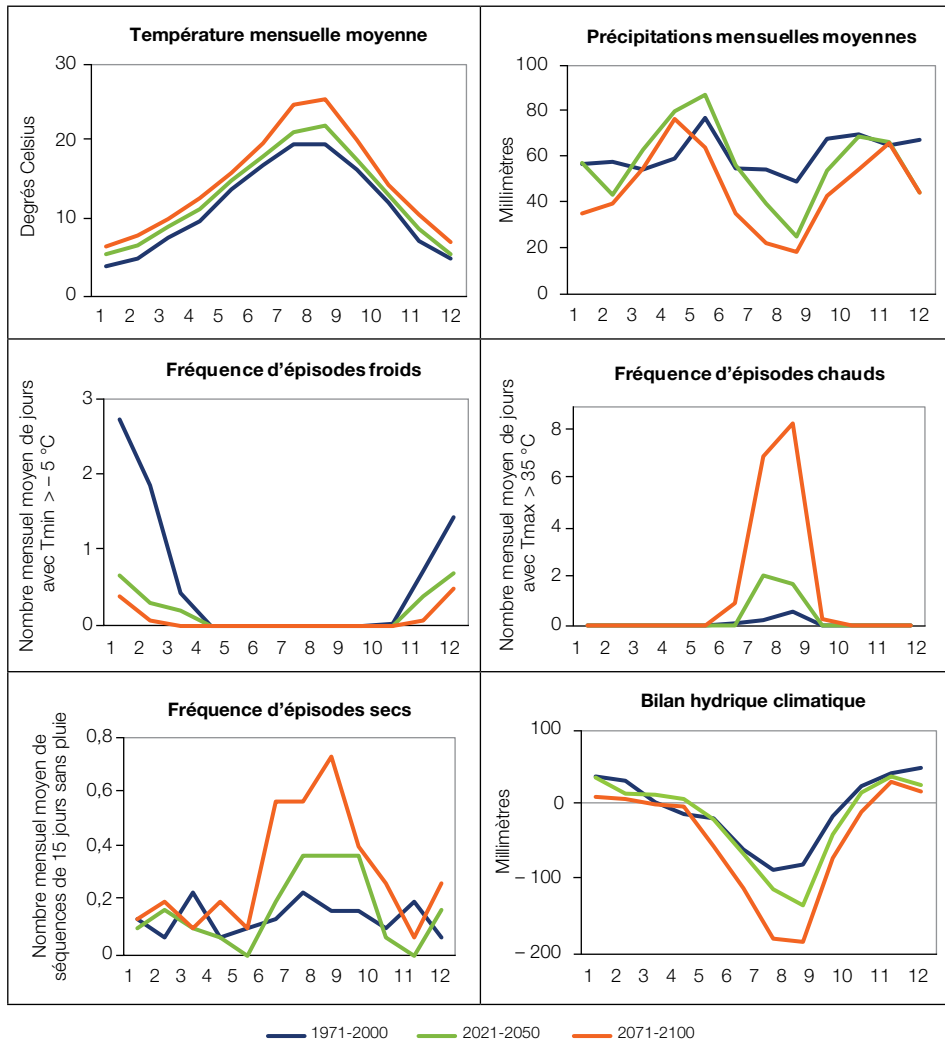 Température mensuelle moyenne
Degrés Celsius
30
20
10
0
1 2 3 4 5 6 7 8 9 10 11 12
Précipitations mensuelles moyennes
Millimètres
100
80
60
40
20
0
1 2 3 4 5 6 7 8 9 10 11 12
Fréquence d'épisodes froids
Nombre mensuel moyen de jours
avec Tmin > – 5 °C
3
2
1
0
1 2 3 4 5 6 7 8 9 10 11 12
Fréquence d'épisodes chauds
Nombre mensuel moyen de jours
avec Tmax > 35 °C
8
6
4
2
0
1 2 3 4 5 6 7 8 9 10 11 12
Fréquence d'épisodes secs
Nombre mensuel moyen de
séquences de 15 jours sans pluie
0,8
0,6
0,4
0,2
0
1 2 3 4 5 6 7 8 9 10 11 12
Bilan hydrique climatique
Millimètres
100
0
– 100
– 200
1 2 3 4 5 6 7 8 9 10 11 12
1971-2000 2021-2050 2071-2100